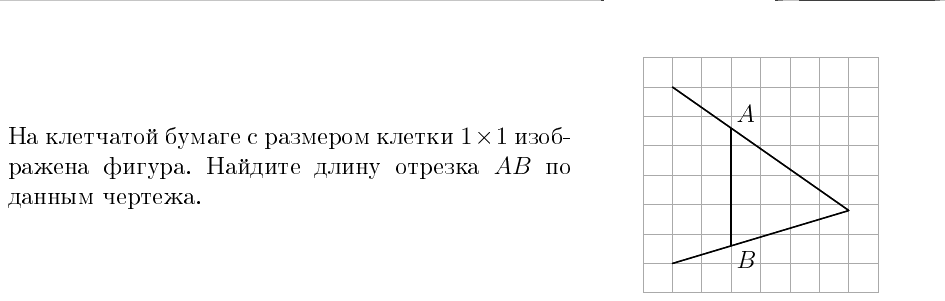 На клетчатой бумаге с размером клетки 1×1 изоб-
ражена фигура. Найдите длину отрезка AB по
данным чертежа.
A
B